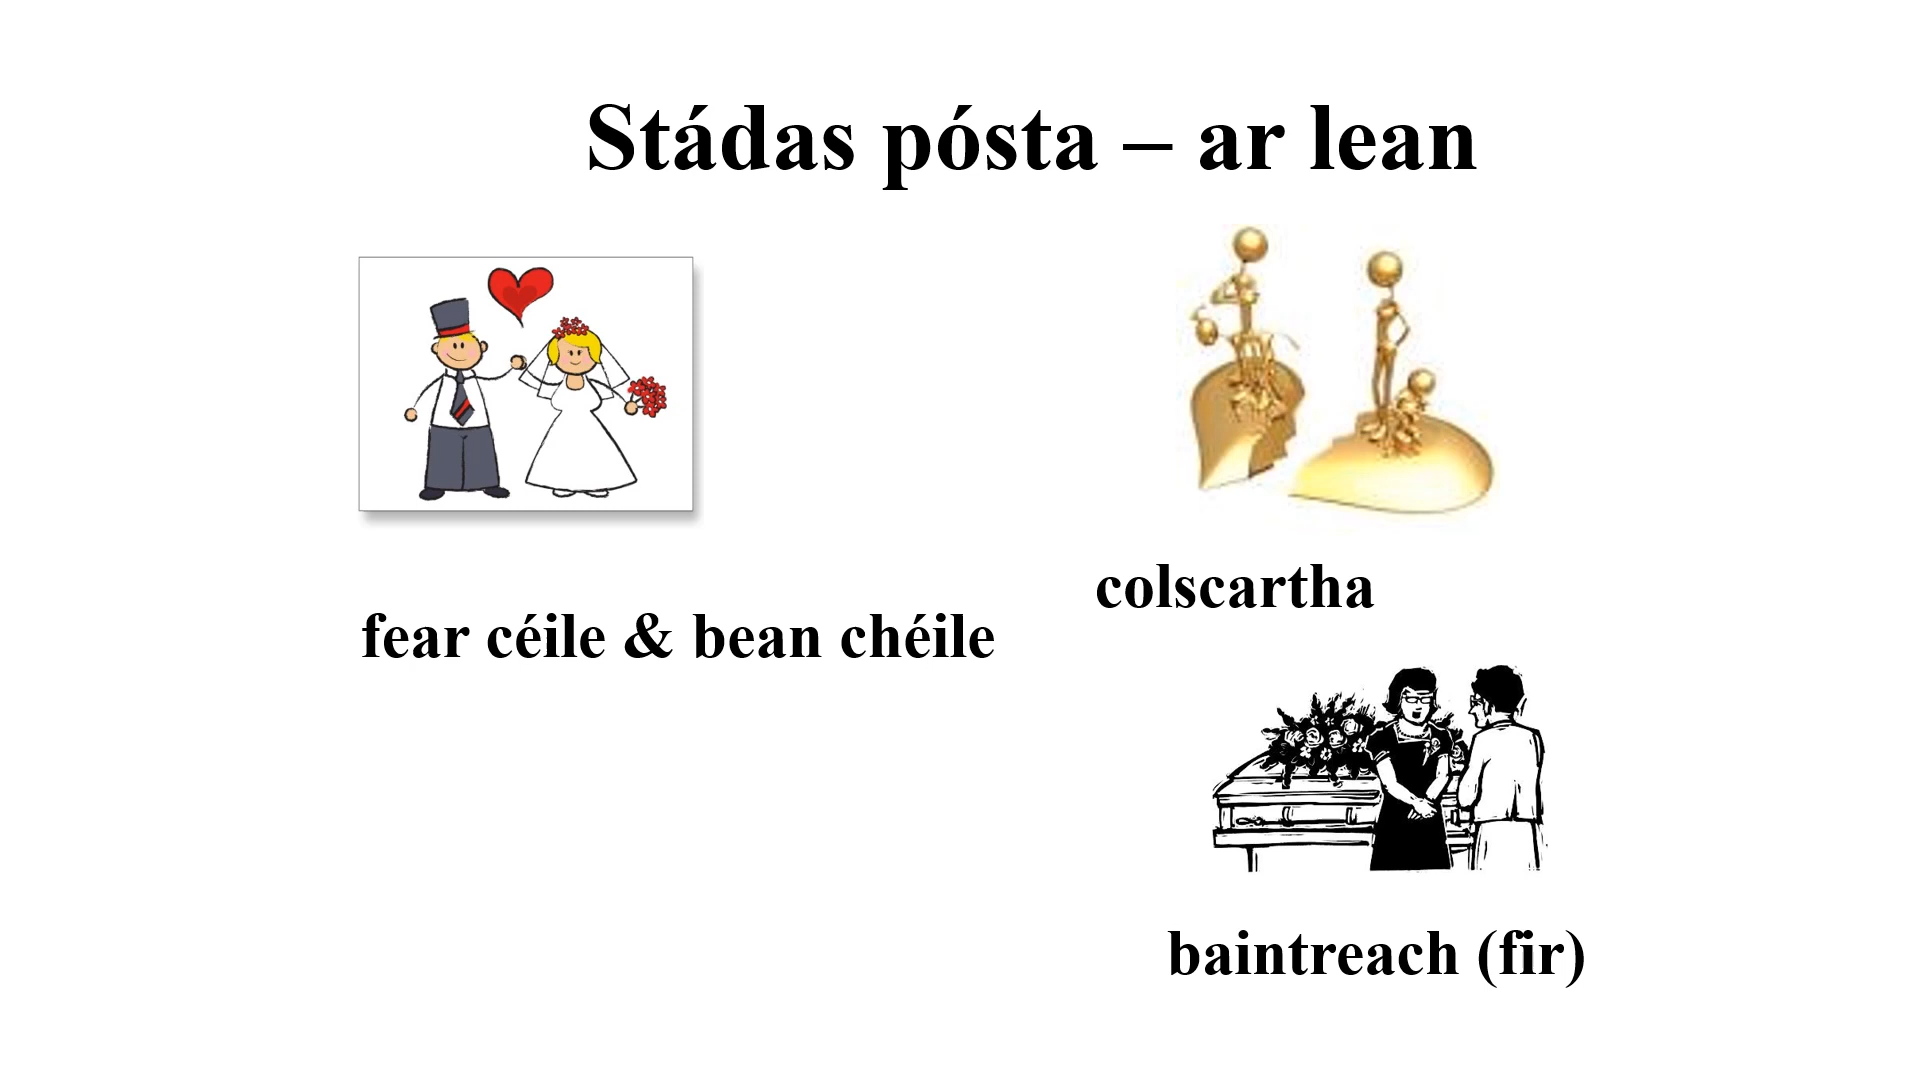 Stádas pósta – ar lean
colscartha
fear céile & bean chéile
baintreach (fir)